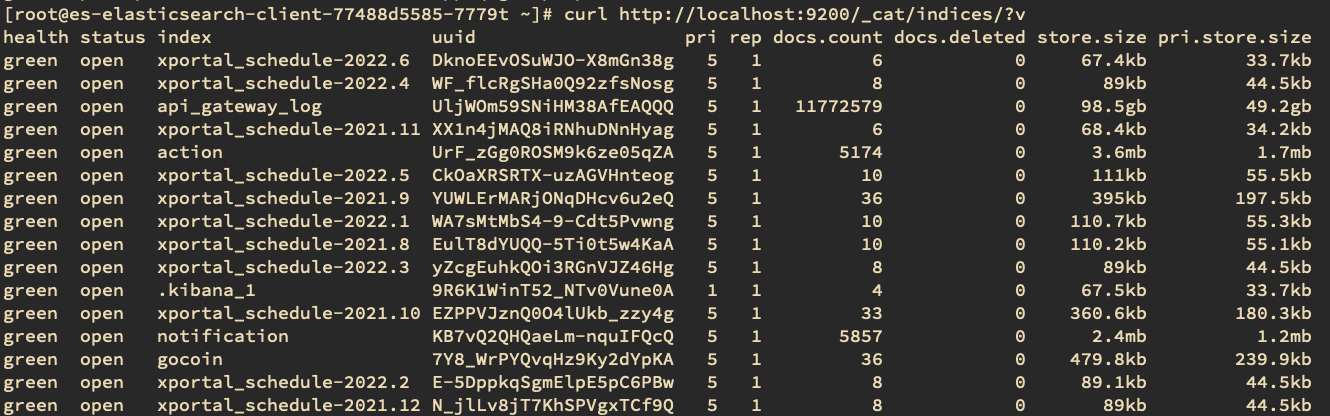 [root@es-elasticsearch-client-77488d5585-7779t ~]# curl http://localhost:9200/_cat/indices/?v
health status index uuid pri rep docs.count docs.deleted store.size pri.store.size
green open xportal_schedule-2022.6 DknoEEvOSuWJO-X8mGn38g 5 1 6 0 67.4kb 33.7kb
green open xportal_schedule-2022.4 WF_flcRgSHa0Q92zfsNosg 5 1 8 0 89kb 44.5kb
green open api_gateway_log UljWOm59SNiHM38AfEAQQQ 5 1 11772579 0 98.5gb 49.2gb
green open xportal_schedule-2021.11 XX1n4jMAQ8iRNhuDNnHyag 5 1 6 0 68.4kb 34.2kb
green open action UrF_zGg0ROSM9k6ze05qZA 5 1 5174 0 3.6mb 1.7mb
green open xportal_schedule-2022.5 CkOaXRSRTX-uzAGVHnteog 5 1 10 0 111kb 55.5kb
green open xportal_schedule-2021.9 YUWLErMARjONqDHcv6u2eQ 5 1 36 0 395kb 197.5kb
green open xportal_schedule-2022.1 WA7sMtMbS4-9-Cdt5Pvwng 5 1 10 0 110.7kb 55.3kb
green open xportal_schedule-2021.8 EulT8dYUQQ-5Ti0t5w4KaA 5 1 10 0 110.2kb 55.1kb
green open xportal_schedule-2022.3 yZcgEuhkQOi3RGnVJZ46Hg 5 1 8 0 89kb 44.5kb
green open .kibana_1 9R6K1WinT52_NTv0Vune0A 1 1 4 0 67.5kb 33.7kb
green open xportal_schedule-2021.10 EZPPVJznQ0O4lUkb_zzy4g 5 1 33 0 360.6kb 180.3kb
green open notification KB7vQ2QHQaeLm-nquIFQcQ 5 1 5857 0 2.4mb 1.2mb
green open gocoin 7Y8_WrPYQvqHz9Ky2dYpKA 5 1 36 0 479.8kb 239.9kb
green open xportal_schedule-2022.2 E-5DppkqSgmElpE5pC6PBw 5 1 8 0 89.1kb 44.5kb
green open xportal_schedule-2021.12 N_jlLv8jT7KhSPVgxTCf9Q 5 1 8 0 89kb 44.5kb